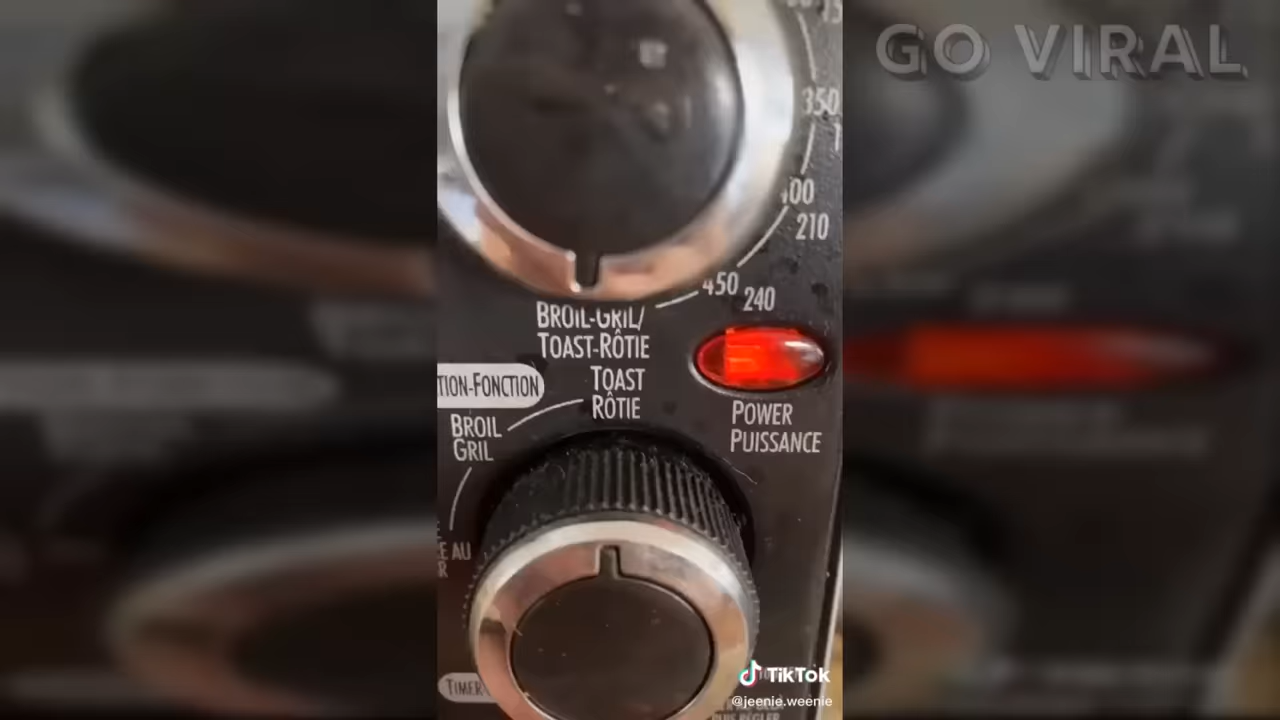 GO VIRAL
350
400
210
450
240
BROIL-GRIL/
TOAST-RÔTIE
TION-FONCTION
TOAST
RÔTIE
BROIL
GRIL
POWER
PUISSANCE
E AU
R
TIMER
TikTok
@jeenie.weenie